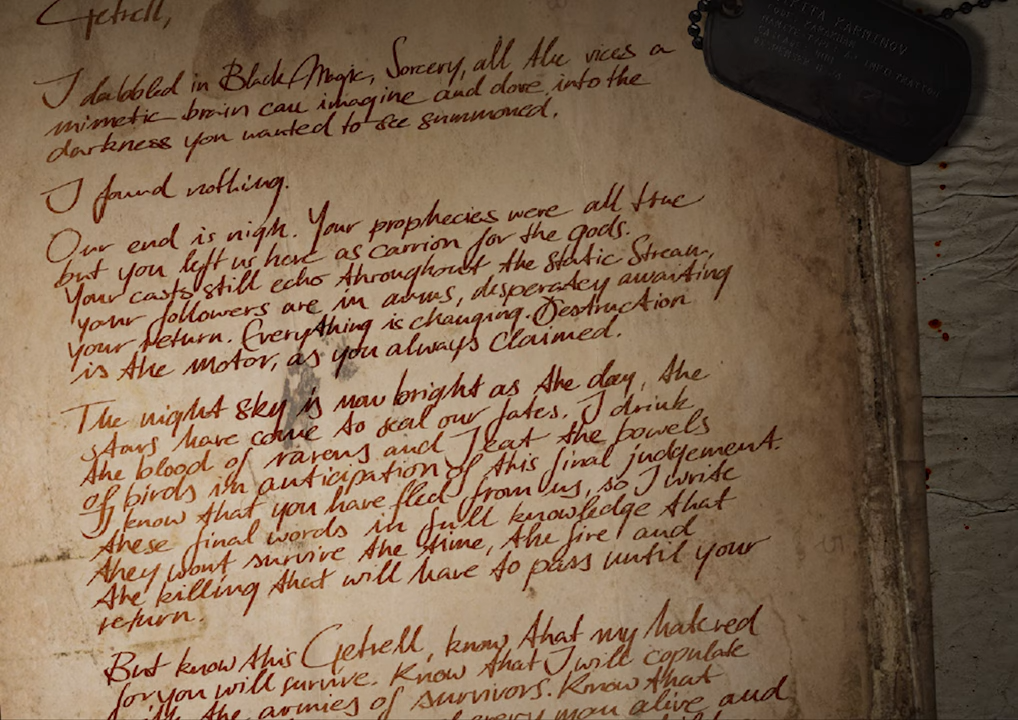 Getrell,
I dabbled in Black Magic, Sorcery, all the vices a
mimetic brain can imagine and dove into the
darkness you wanted to see summoned.
I found nothing.
Our end is nigh. Your prophecies were all true
but you left us here as carrion for the gods.
Your casts still echo throughout the Static Stream,
your followers are in arms, desperatey awaiting
your return. Everything is changing. Destruction
is the motor, as you always claimed.
The night sky is now bright as the day, the
stars have come to seal our fates. I drink
the blood of ravens and I eat the bowels
of birds in anticipation of this final judgement.
I know that you have fled from us, so I write
these final words in full knowledge that
they wont survive the time, the fire and
the killing that will have to pass until your
return.
But know this Getrell, know that my hatred
for you will survive. Know that I will copulate
with the armies of survivors. Know that
every man alive and